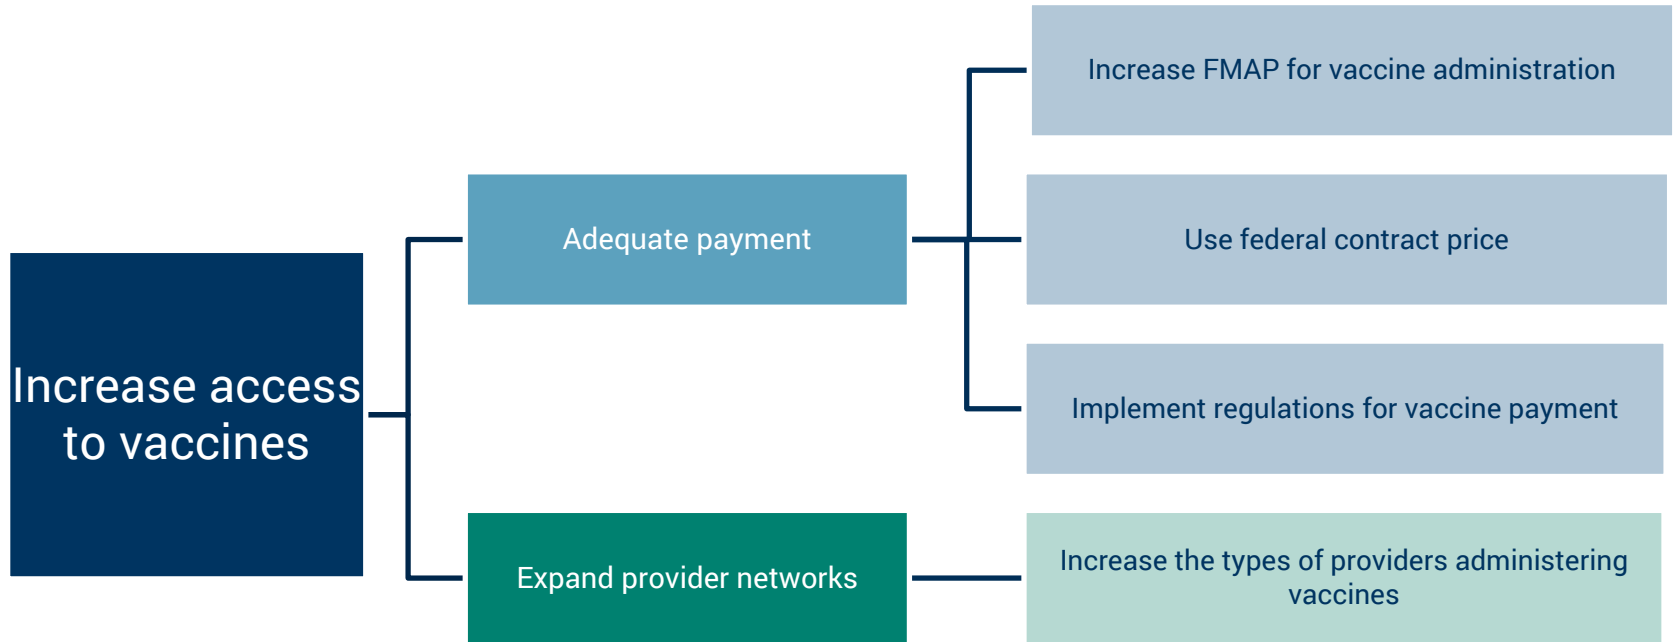 Increase access
to vaccines
Adequate payment
Expand provider networks
Increase FMAP for vaccine administration
Use federal contract price
Implement regulations for vaccine payment
Increase the types of providers administering
vaccines